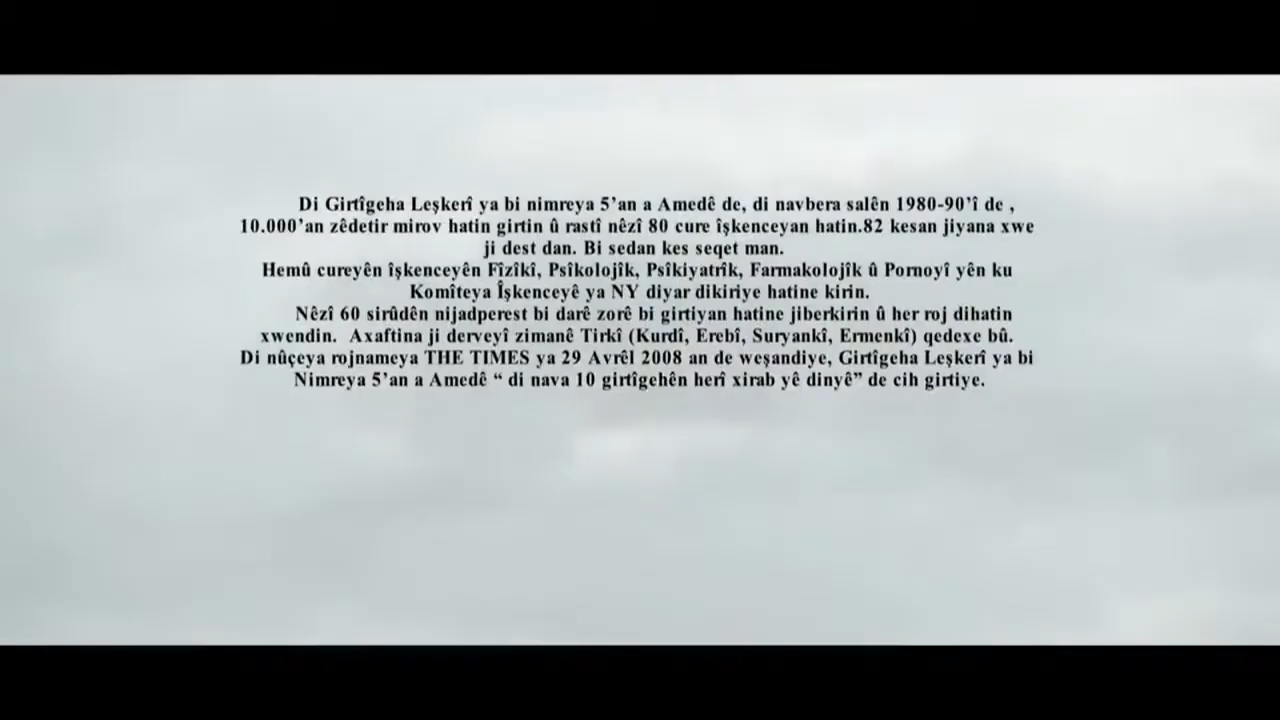 Di Girtîgeha Leşkerî ya bi nimreya 5’an a Amedê de, di navbera salên 1980-90’î de ,
10.000’an zêdetir mirov hatin girtin û rastî nêzî 80 cure îşkenceyan hatin.82 kesan jiyana xwe
ji dest dan. Bi sedan kes seqet man.
Hemû cureyên îşkenceyên Fîzîkî, Psîkolojîk, Psîkiyatrîk, Farmakolojîk û Pornoyî yên ku
Komîteya Îşkenceyê ya NY diyar dikiriye hatine kirin.
Nêzî 60 sirûdên nijadperest bi darê zorê bi girtiyan hatine jiberkirin û her roj dihatin
xwendin. Axaftina ji derveyî zimanê Tirkî (Kurdî, Erebî, Suryankî, Ermenkî) qedexe bû.
Di nûçeya rojnameya THE TIMES ya 29 Avrêl 2008 an de weşandiye, Girtîgeha Leşkerî ya bi
Nimreya 5’an a Amedê “ di nava 10 girtîgehên herî xirab yê dinyê” de cih girtiye.